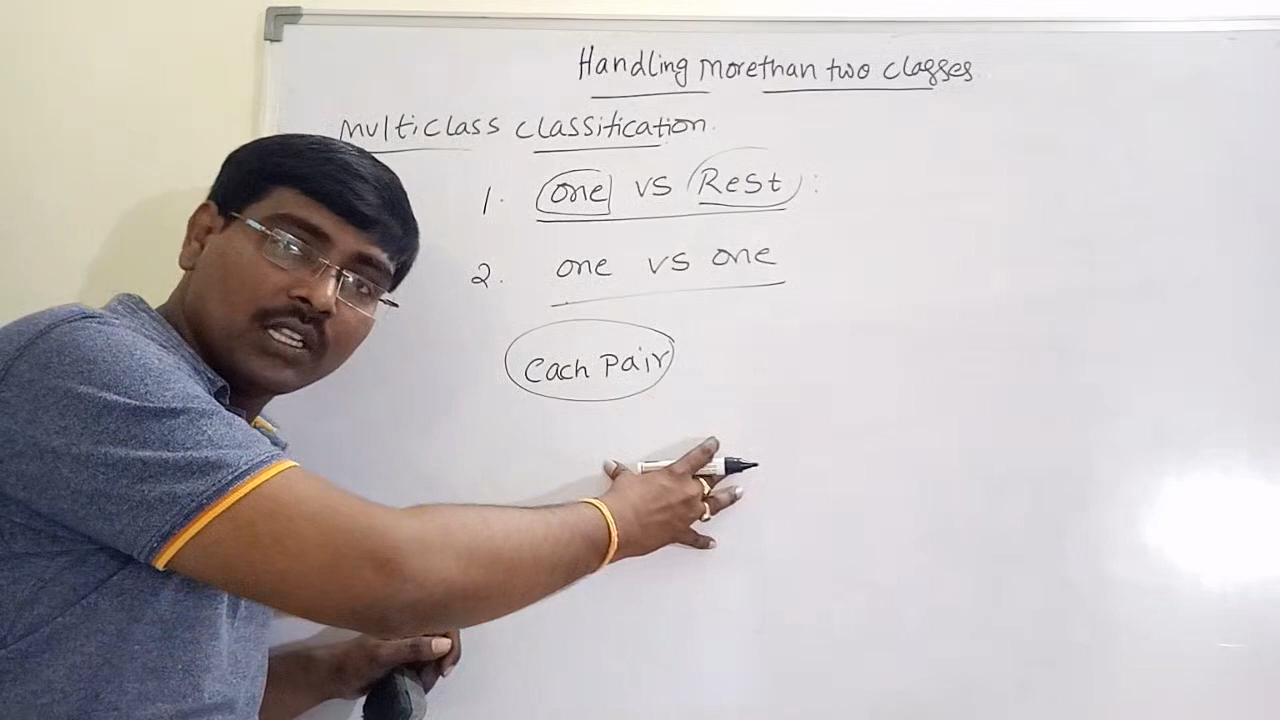 Handling morethan two classes
Multiclass classification.
1. one vs Rest :
2. one vs one
each pair